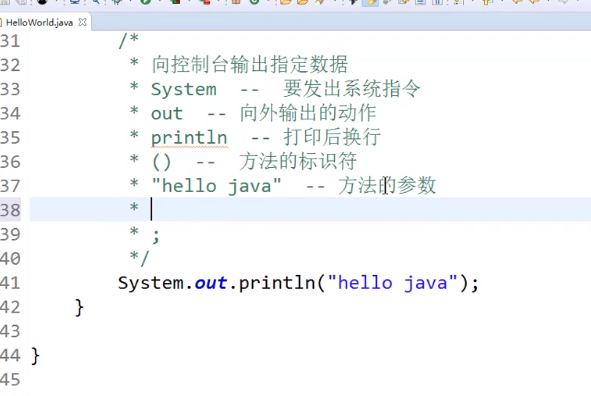 HelloWorld.java
31 /*
32 * 向控制台输出指定数据
33 * System -- 要发出系统指令
34 * out -- 向外输出的动作
35 * println -- 打印后换行
36 * () -- 方法的标识符
37 * "hello java" -- 方法的参数
38 *
39 * ;
40 */
41 System.out.println("hello java");
42 }
43
44 }
45